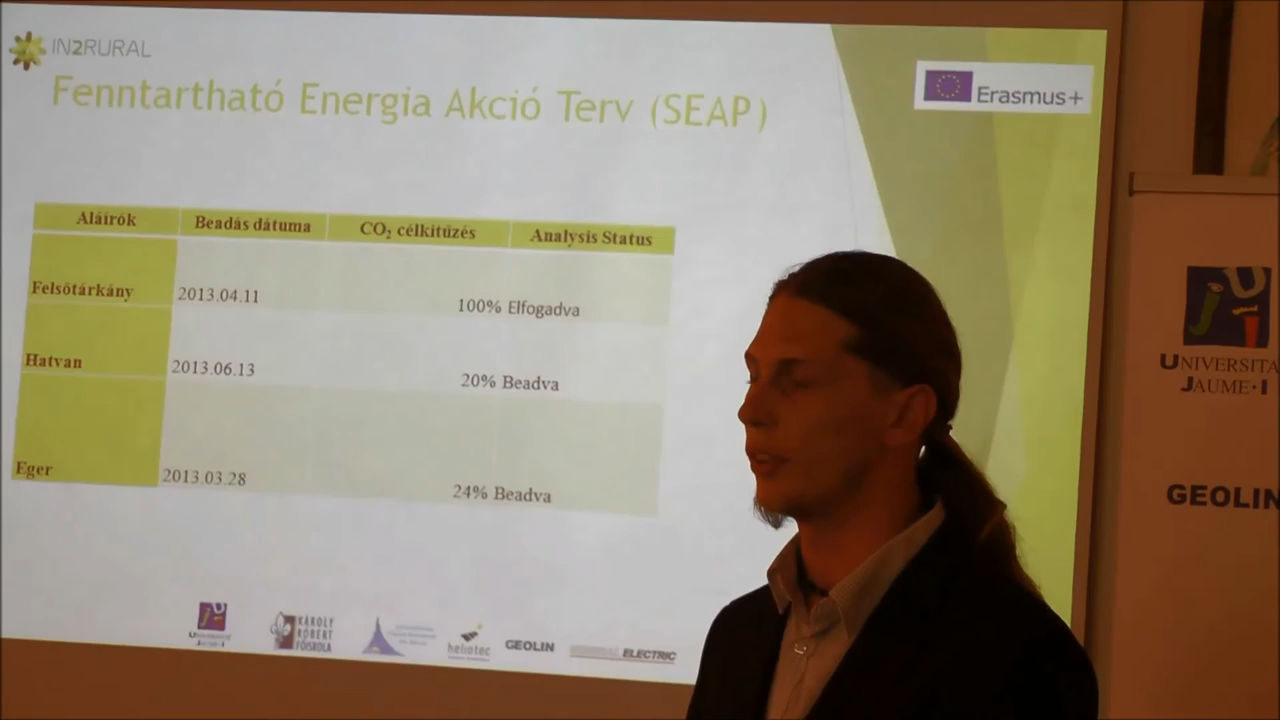 IN2RURAL
Fenntartható Energia Akció Terv (SEAP)
Erasmus+
Aláírók Beadás dátuma CO₂ célkitűzés Analysis Status
Felsőtárkány 2013.04.11 100% Elfogadva
Hatvan 2013.06.13 20% Beadva
Eger 2013.03.28 24% Beadva
UNIVERSITAT
JAUME·I
KÁROLY
RÓBERT
FŐISKOLA
heliotec
GEOLIN
ELECTRIC
UNIVERSITA
JAUME·I
GEOLIN